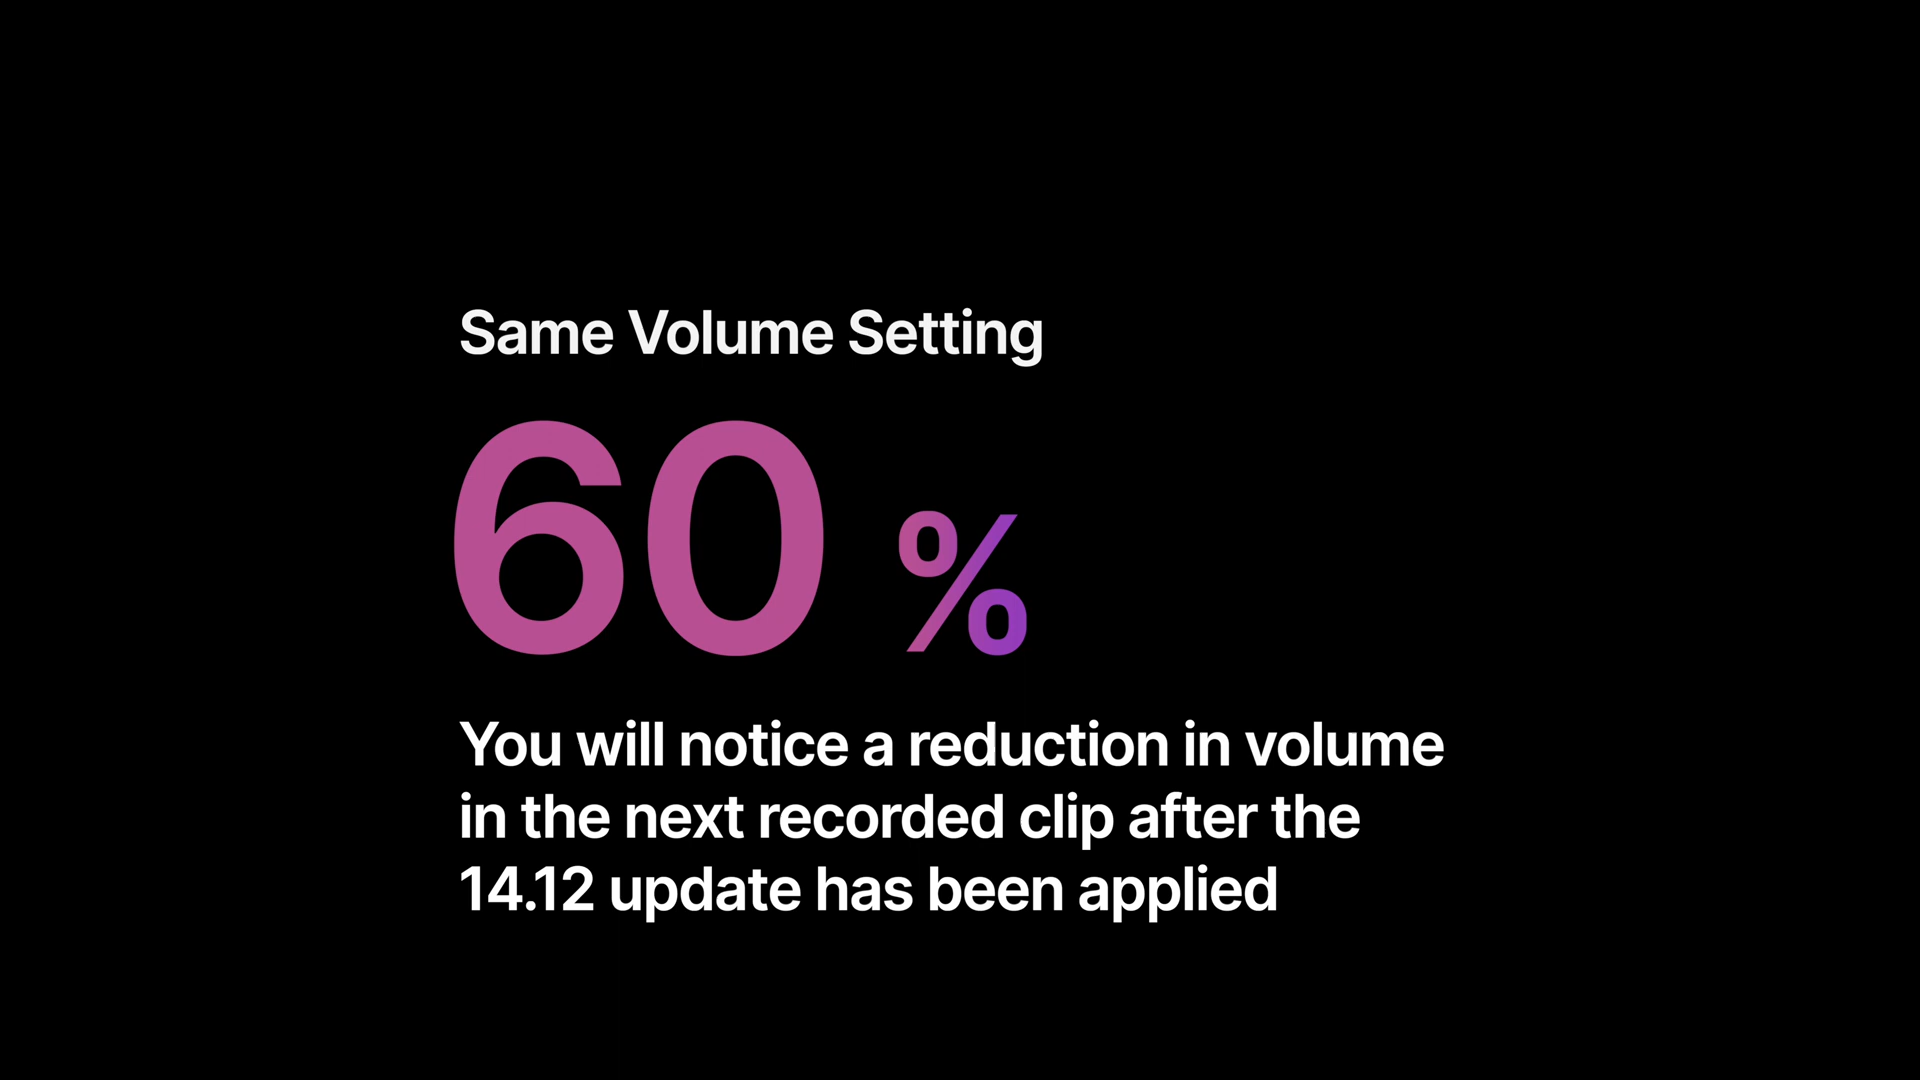 Same Volume Setting
60 %
You will notice a reduction in volume
in the next recorded clip after the
14.12 update has been applied